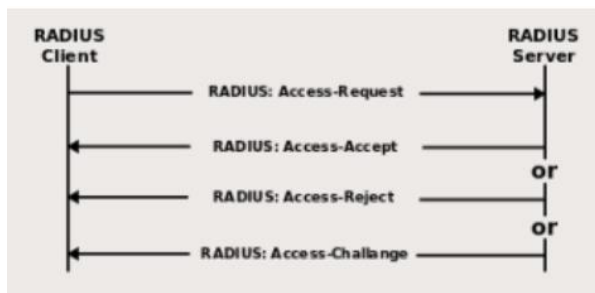 RADIUS
Client
RADIUS
Server
RADIUS: Access-Request
RADIUS: Access-Accept
or
RADIUS: Access-Reject
or
RADIUS: Access-Challange